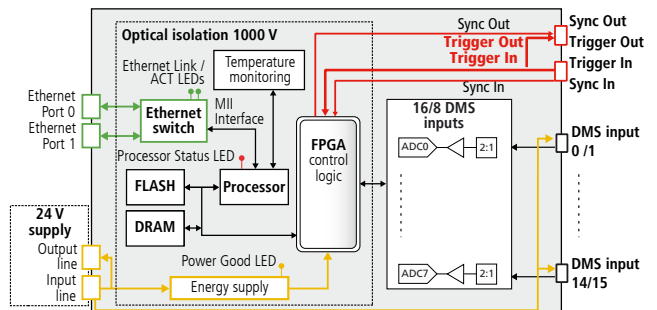 Sync Out
Sync Out
Optical isolation 1000 V
Trigger Out
Trigger Out
Ethernet Link /
ACT LEDs
Temperature
monitoring
Trigger In
Trigger In
Sync In
Sync In
Ethernet
Port 0
Ethernet
Port 1
Ethernet
switch
MII
Interface
16/8 DMS
inputs
FPGA
control
logic
DMS input
0 /1
ADC0
2:1
Processor Status LED
FLASH
Processor
DRAM
24 V
supply
Output
line
Input
line
Power Good LED
Energy supply
ADC7
2:1
DMS input
14/15